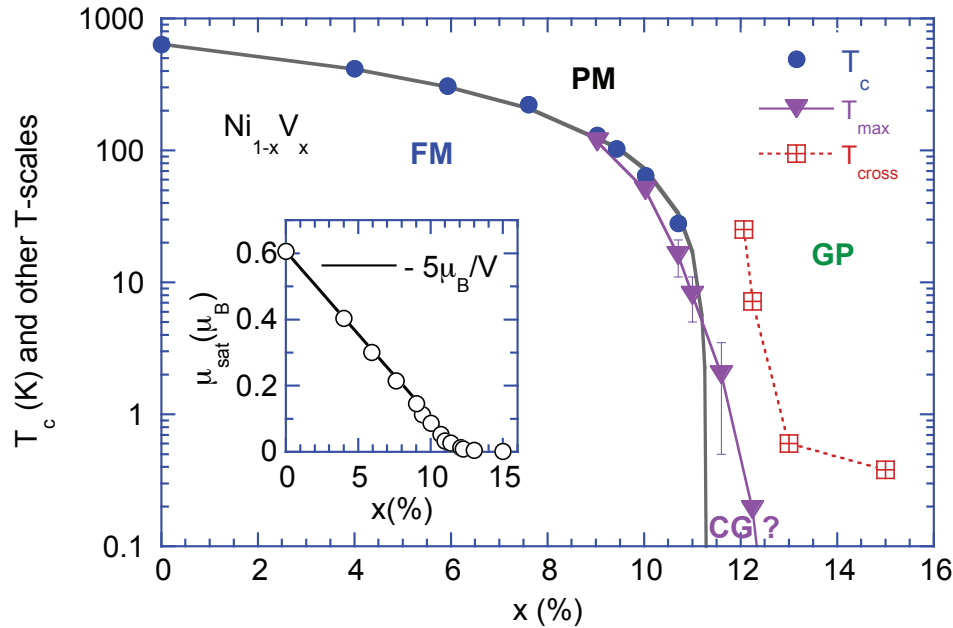 T_c (K) and other T-scales
1000
100
10
1
0.1
0 2 4 6 8 10 12 14 16
x (%)
Ni_1-x V_x
FM
PM
GP
CG ?
T_c
T_max
T_cross
μ_sat(μ_B)
0.6
0.4
0.2
0
0 5 10 15
x(%)
- 5μ_B/V